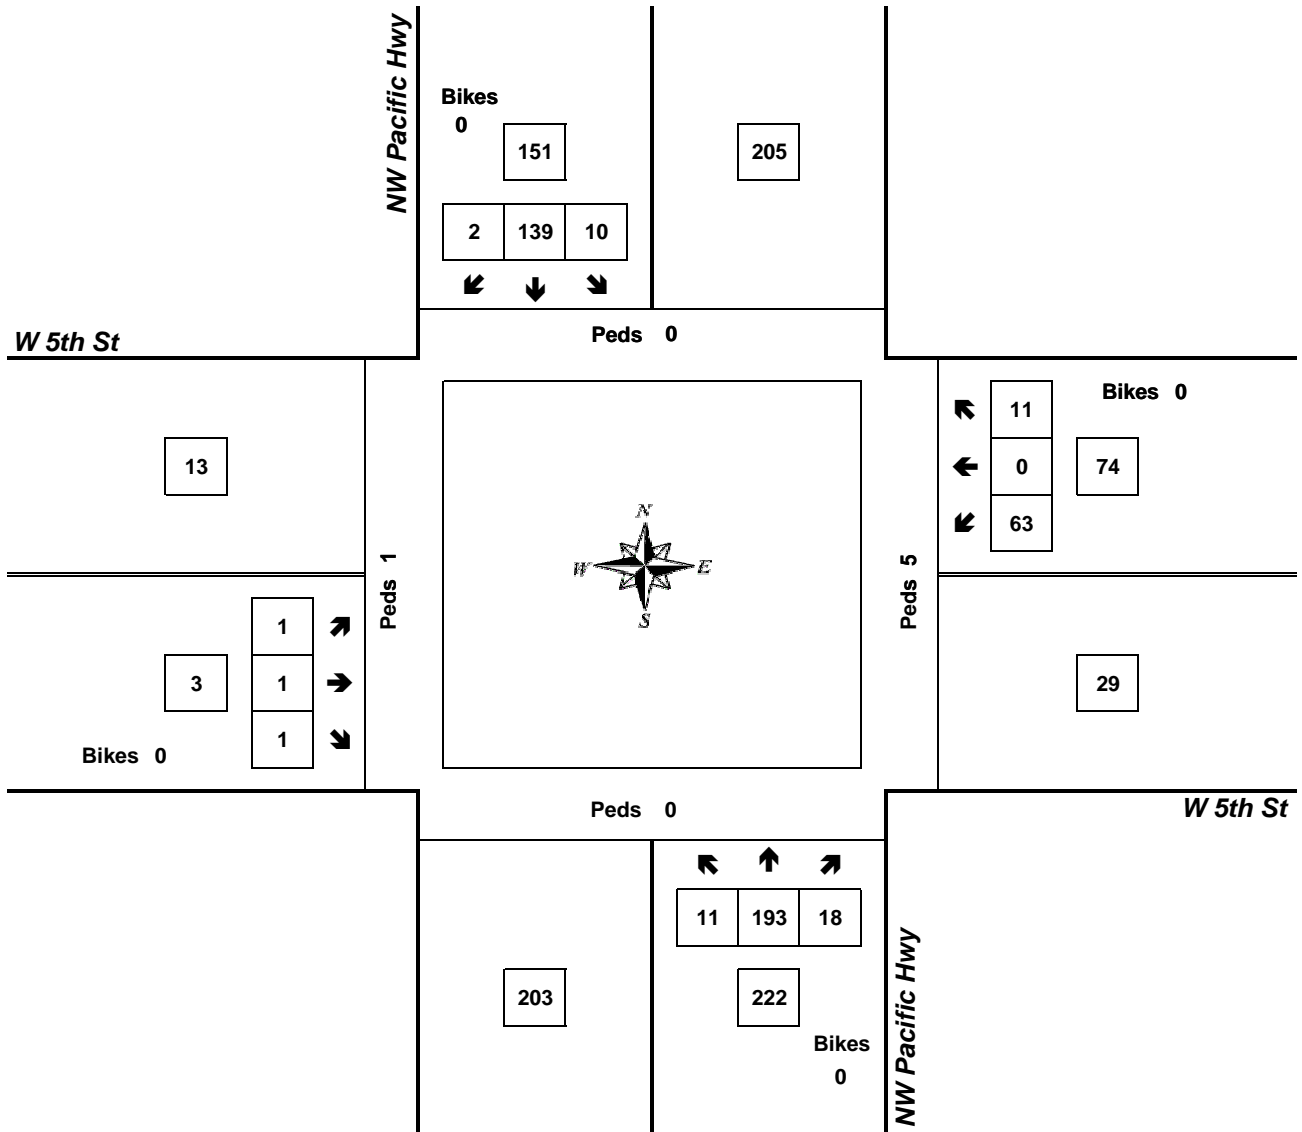 NW Pacific Hwy
Bikes
0
151
205
2 139 10
W 5th St
Peds 0
Bikes 0
11
0
63
74
13
N
W E
S
Peds 1
Peds 5
1
1
1
3
Bikes 0
29
Peds 0
W 5th St
11 193 18
203
222
Bikes
0
NW Pacific Hwy